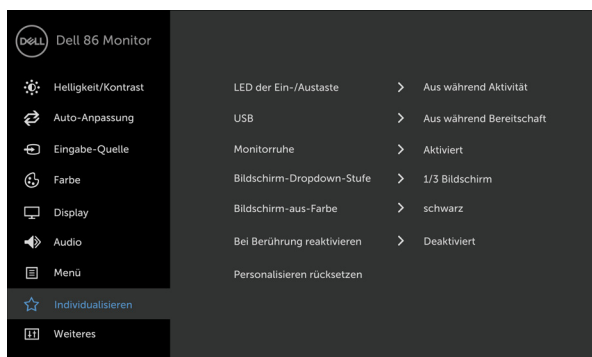 DELL Dell 86 Monitor
Helligkeit/Kontrast
Auto-Anpassung
Eingabe-Quelle
Farbe
Display
Audio
Menü
Individualisieren
Weiteres
LED der Ein-/Austaste > Aus während Aktivität
USB > Aus während Bereitschaft
Monitorruhe > Aktiviert
Bildschirm-Dropdown-Stufe > 1/3 Bildschirm
Bildschirm-aus-Farbe > schwarz
Bei Berührung reaktivieren > Deaktiviert
Personalisieren rücksetzen